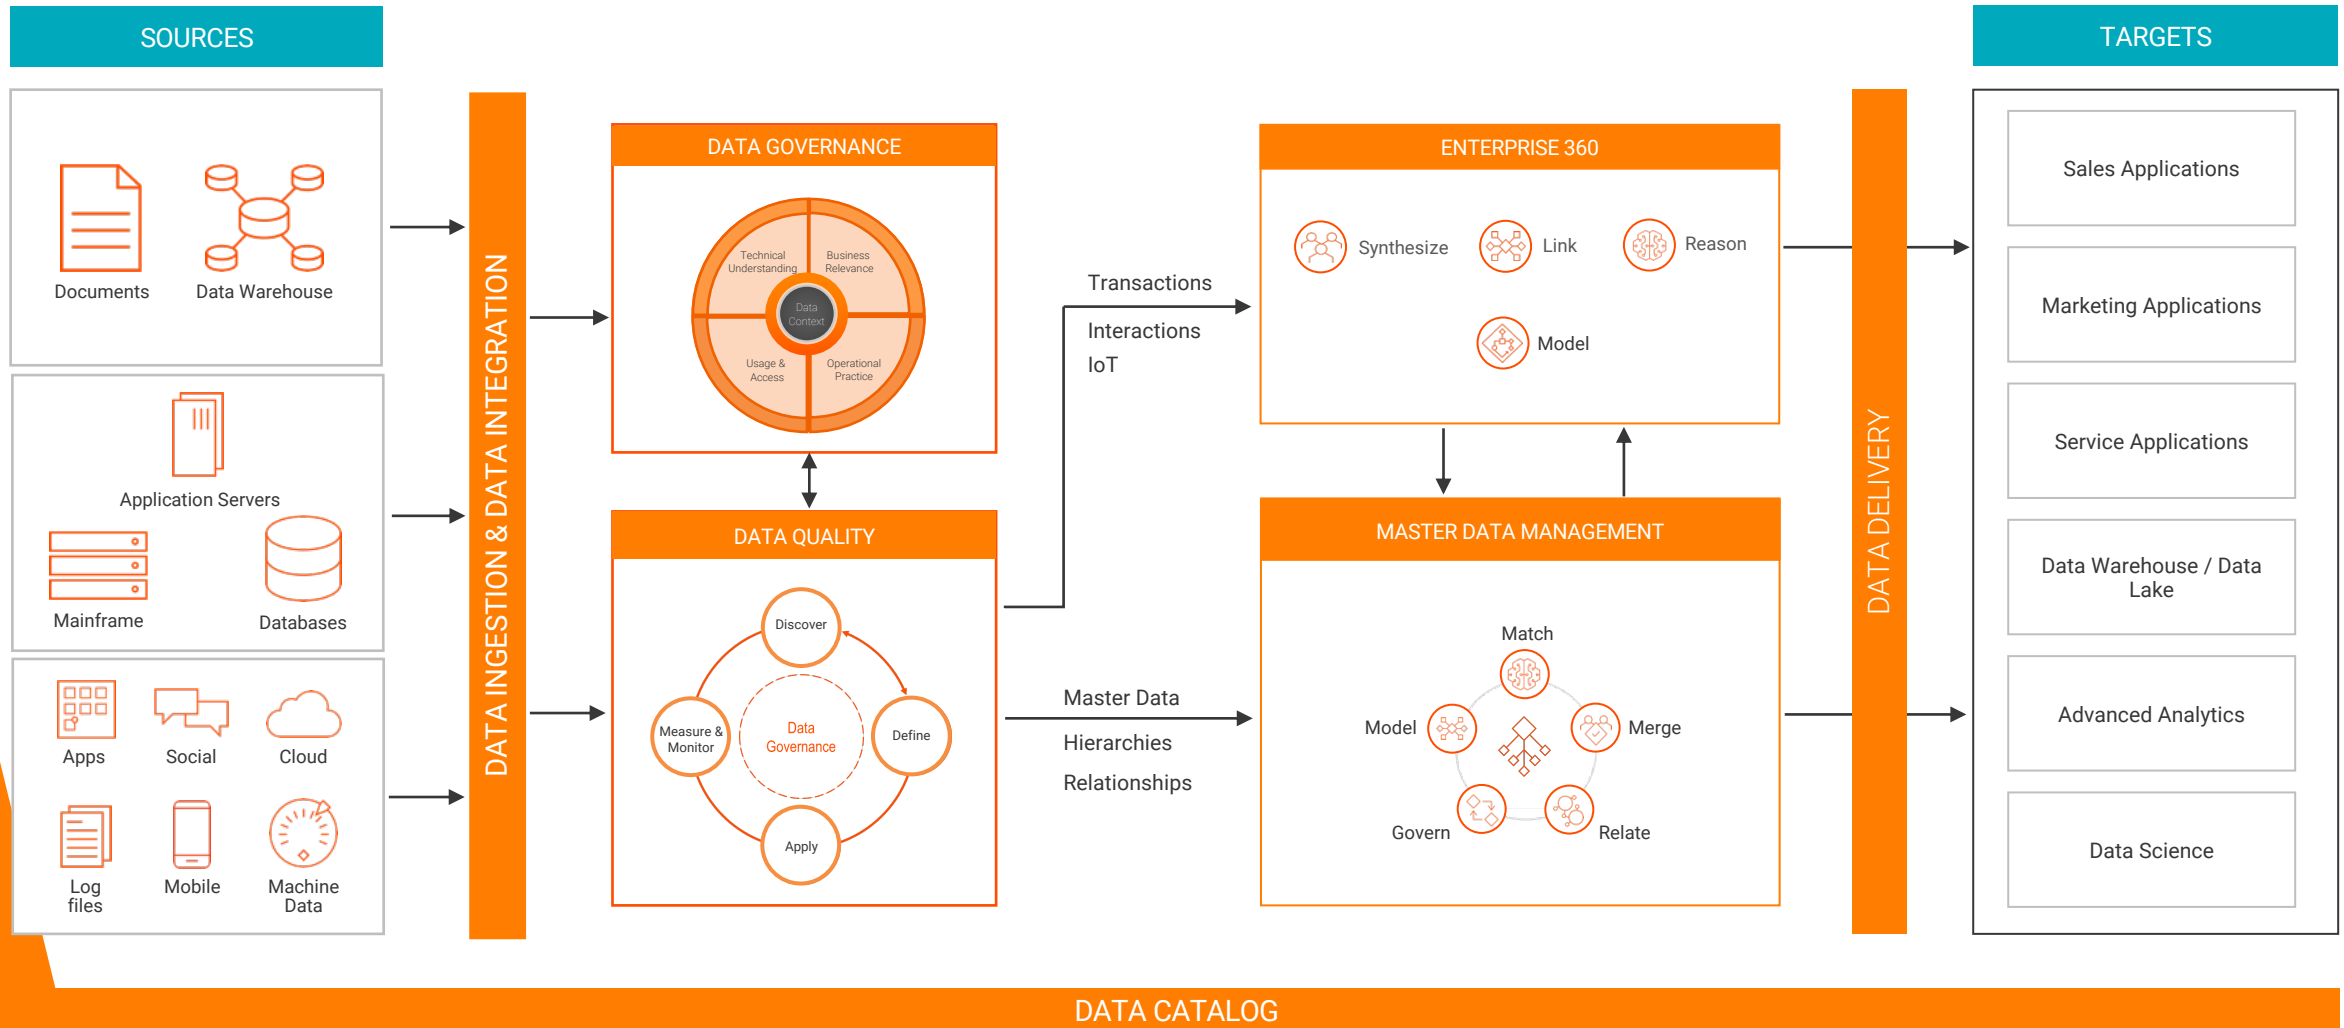 SOURCES
TARGETS
Documents
Data Warehouse
Application Servers
Mainframe
Databases
Apps
Social
Cloud
Log
files
Mobile
Machine
Data
DATA INGESTION & DATA INTEGRATION
DATA GOVERNANCE
Technical
Understanding
Business
Relevance
Data
Context
Usage &
Access
Operational
Practice
DATA QUALITY
Discover
Measure &
Monitor
Data
Governance
Define
Apply
Transactions
Interactions
IoT
Master Data
Hierarchies
Relationships
ENTERPRISE 360
Synthesize
Link
Reason
Model
MASTER DATA MANAGEMENT
Match
Model
Merge
Govern
Relate
DATA DELIVERY
Sales Applications
Marketing Applications
Service Applications
Data Warehouse / Data
Lake
Advanced Analytics
Data Science
DATA CATALOG